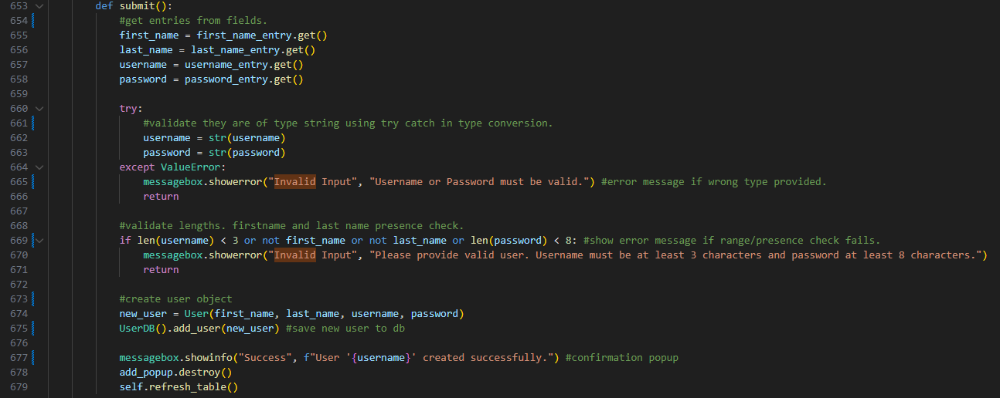 653 def submit():
654 #get entries from fields.
655 first_name = first_name_entry.get()
656 last_name = last_name_entry.get()
657 username = username_entry.get()
658 password = password_entry.get()
659
660 try:
661 #validate they are of type string using try catch in type conversion.
662 username = str(username)
663 password = str(password)
664 except ValueError:
665 messagebox.showerror("Invalid Input", "Username or Password must be valid.") #error message if wrong type provided.
666 return
667
668 #validate lengths. firstname and last name presence check.
669 if len(username) < 3 or not first_name or not last_name or len(password) < 8: #show error message if range/presence check fails.
670 messagebox.showerror("Invalid Input", "Please provide valid user. Username must be at least 3 characters and password at least 8 characters.")
671 return
672
673 #create user object
674 new_user = User(first_name, last_name, username, password)
675 UserDB().add_user(new_user) #save new user to db
676
677 messagebox.showinfo("Success", f"User '{username}' created successfully.") #confirmation popup
678 add_popup.destroy()
679 self.refresh_table()